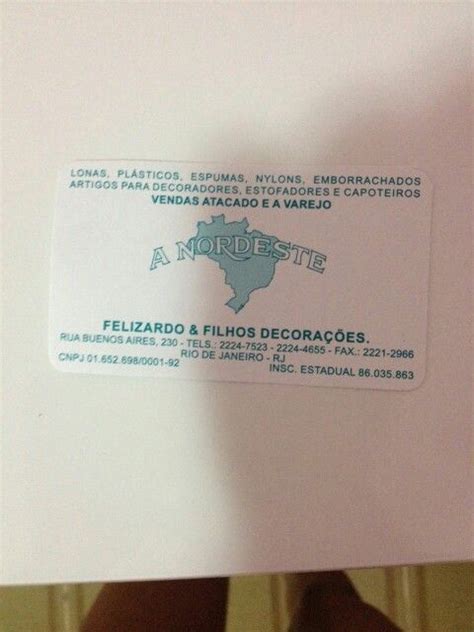 LONAS, PLÁSTICOS, ESPUMAS, NYLONS, EMBORRACHADOS
ARTIGOS PARA DECORADORES, ESTOFADORES E CAPOTEIROS
VENDAS ATACADO E A VAREJO
A NORDESTE
FELIZARDO & FILHOS DECORAÇÕES.
RUA BUENOS AIRES, 230 - TELS.: 2224-7523 - 2224-4655 - FAX.: 2221-2966
RIO DE JANEIRO - RJ
CNPJ 01.652.698/0001-92
INSC. ESTADUAL 86.035.863